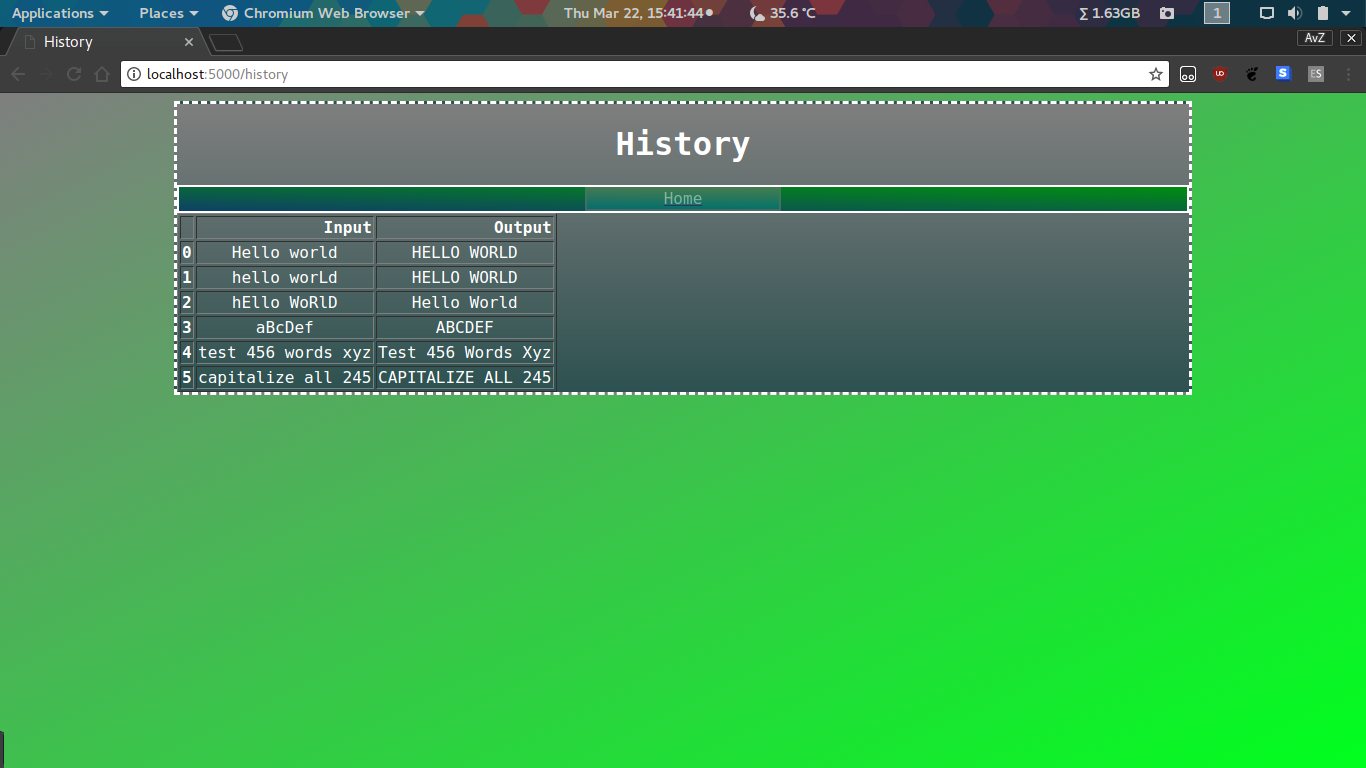 Applications Places Chromium Web Browser Thu Mar 22, 15:41:44 35.6 °C ∑ 1.63GB 1
History AvZ
localhost:5000/history UD S ES
History
Home
Input Output
0 Hello world HELLO WORLD
1 hello worLd HELLO WORLD
2 hEllo WoRlD Hello World
3 aBcDef ABCDEF
4 test 456 words xyz Test 456 Words Xyz
5 capitalize all 245 CAPITALIZE ALL 245